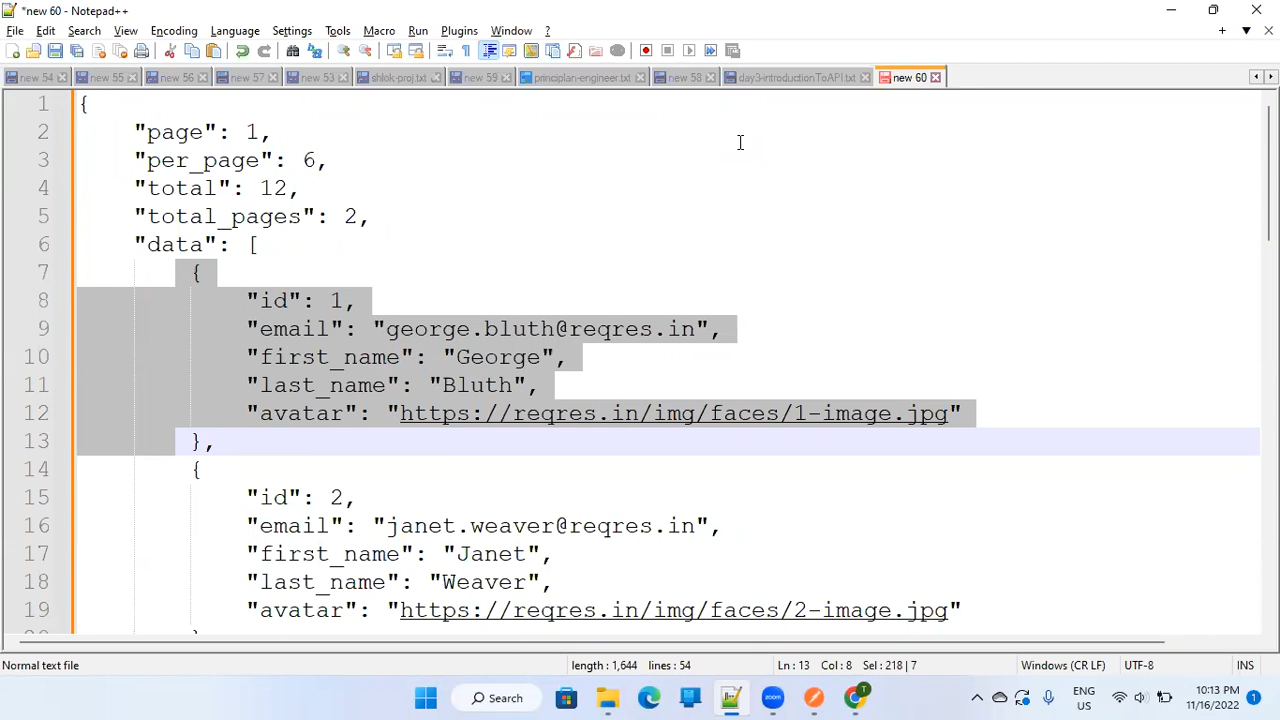 *new 60 - Notepad++
File Edit Search View Encoding Language Settings Tools Macro Run Plugins Window ?
new 54 new 55 new 56 new 57 new 53 shlok-proj.txt new 59 principlan-engineer.txt new 58 day3-introductionToAPI.txt new 60
1 {
2 "page": 1,
3 "per_page": 6,
4 "total": 12,
5 "total_pages": 2,
6 "data": [
7 {
8 "id": 1,
9 "email": "george.bluth@reqres.in",
10 "first_name": "George",
11 "last_name": "Bluth",
12 "avatar": "https://reqres.in/img/faces/1-image.jpg"
13 },
14 {
15 "id": 2,
16 "email": "janet.weaver@reqres.in",
17 "first_name": "Janet",
18 "last_name": "Weaver",
19 "avatar": "https://reqres.in/img/faces/2-image.jpg"
Normal text file length : 1,644 lines : 54 Ln : 13 Col : 8 Sel : 218 | 7 Windows (CR LF) UTF-8 INS
Search ENG US 10:13 PM 11/16/2022 1